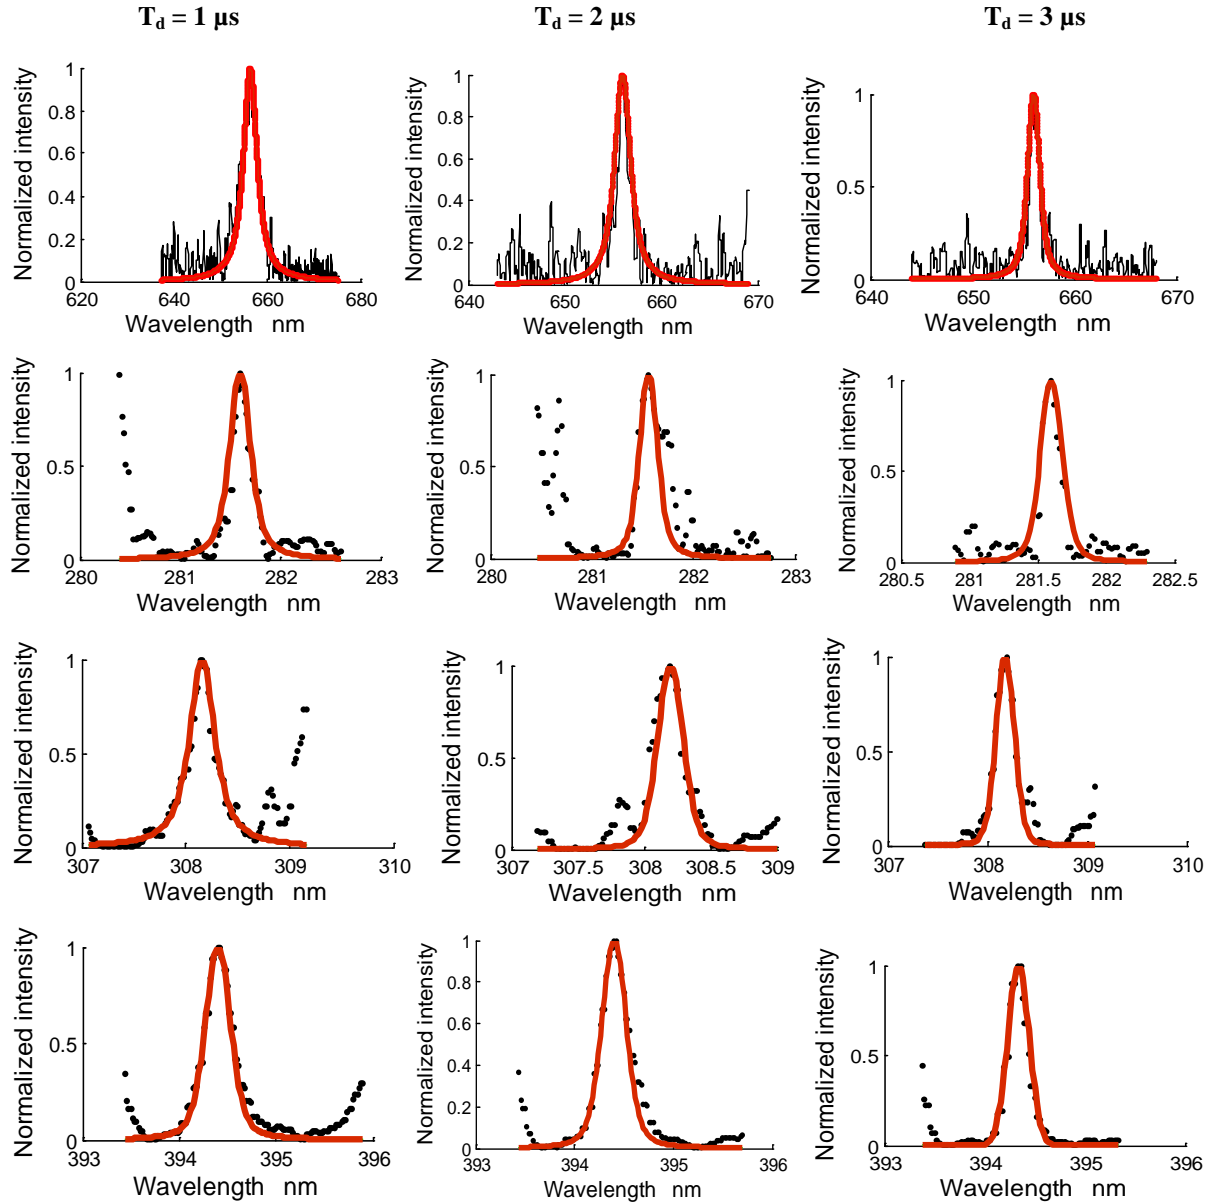 T_d = 1 µs
T_d = 2 µs
T_d = 3 µs
Normalized intensity
1
0.8
0.6
0.4
0.2
0
620 640 660 680
Wavelength nm
Normalized intensity
1
0.8
0.6
0.4
0.2
0
640 650 660 670
Wavelength nm
Normalized intensity
1
0.5
0
640 650 660 670
Wavelength nm
Normalized intensity
1
0.5
0
280 281 282 283
Wavelength nm
Normalized intensity
1
0.5
0
280 281 282 283
Wavelength nm
Normalized intensity
1
0.5
0
280.5 281 281.5 282 282.5
Wavelength nm
Normalized intensity
1
0.5
0
307 308 309 310
Wavelength nm
Normalized intensity
1
0.5
0
307 307.5 308 308.5 309
Wavelength nm
Normalized intensity
1
0.5
0
307 308 309 310
Wavelength nm
Normalized intensity
1
0.5
0
393 394 395 396
Wavelength nm
Normalized intensity
1
0.8
0.6
0.4
0.2
0
393 394 395 396
Wavelength nm
Normalized intensity
1
0.5
0
393 394 395 396
Wavelength nm